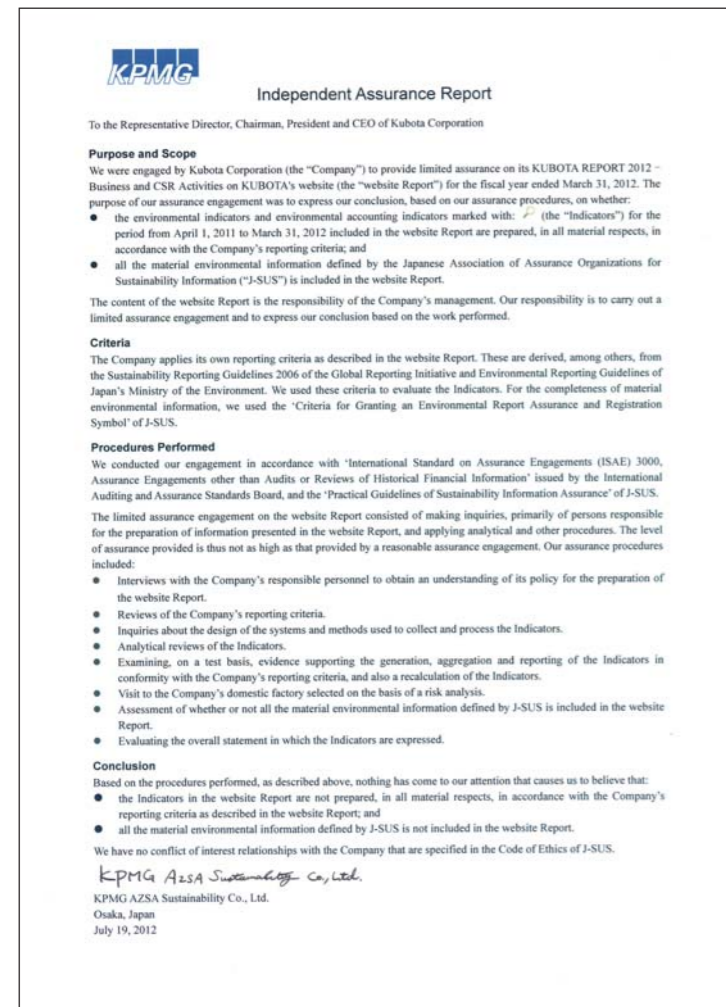 KPMG
Independent Assurance Report
To the Representative Director, Chairman, President and CEO of Kubota Corporation
Purpose and Scope
We were engaged by Kubota Corporation (the “Company”) to provide limited assurance on its KUBOTA REPORT 2012 –
Business and CSR Activities on KUBOTA's website (the “website Report”) for the fiscal year ended March 31, 2012. The
purpose of our assurance engagement was to express our conclusion, based on our assurance procedures, on whether:
● the environmental indicators and environmental accounting indicators marked with: (the “Indicators”) for the
period from April 1, 2011 to March 31, 2012 included in the website Report are prepared, in all material respects, in
accordance with the Company's reporting criteria; and
● all the material environmental information defined by the Japanese Association of Assurance Organizations for
Sustainability Information (“J-SUS”) is included in the website Report.
The content of the website Report is the responsibility of the Company's management. Our responsibility is to carry out a
limited assurance engagement and to express our conclusion based on the work performed.
Criteria
The Company applies its own reporting criteria as described in the website Report. These are derived, among others, from
the Sustainability Reporting Guidelines 2006 of the Global Reporting Initiative and Environmental Reporting Guidelines of
Japan's Ministry of the Environment. We used these criteria to evaluate the Indicators. For the completeness of material
environmental information, we used the ‘Criteria for Granting an Environmental Report Assurance and Registration
Symbol’ of J-SUS.
Procedures Performed
We conducted our engagement in accordance with ‘International Standard on Assurance Engagements (ISAE) 3000,
Assurance Engagements other than Audits or Reviews of Historical Financial Information’ issued by the International
Auditing and Assurance Standards Board, and the ‘Practical Guidelines of Sustainability Information Assurance’ of J-SUS.
The limited assurance engagement on the website Report consisted of making inquiries, primarily of persons responsible
for the preparation of information presented in the website Report, and applying analytical and other procedures. The level
of assurance provided is thus not as high as that provided by a reasonable assurance engagement. Our assurance procedures
included:
● Interviews with the Company's responsible personnel to obtain an understanding of its policy for the preparation of
the website Report.
● Reviews of the Company's reporting criteria.
● Inquiries about the design of the systems and methods used to collect and process the Indicators.
● Analytical reviews of the Indicators.
● Examining, on a test basis, evidence supporting the generation, aggregation and reporting of the Indicators in
conformity with the Company's reporting criteria, and also a recalculation of the Indicators.
● Visit to the Company's domestic factory selected on the basis of a risk analysis.
● Assessment of whether or not all the material environmental information defined by J-SUS is included in the website
Report.
● Evaluating the overall statement in which the Indicators are expressed.
Conclusion
Based on the procedures performed, as described above, nothing has come to our attention that causes us to believe that:
● the Indicators in the website Report are not prepared, in all material respects, in accordance with the Company's
reporting criteria as described in the website Report; and
● all the material environmental information defined by J-SUS is not included in the website Report.
We have no conflict of interest relationships with the Company that are specified in the Code of Ethics of J-SUS.
KPMG AZSA Sustainability Co., Ltd.
KPMG AZSA Sustainability Co., Ltd.
Osaka, Japan
July 19, 2012